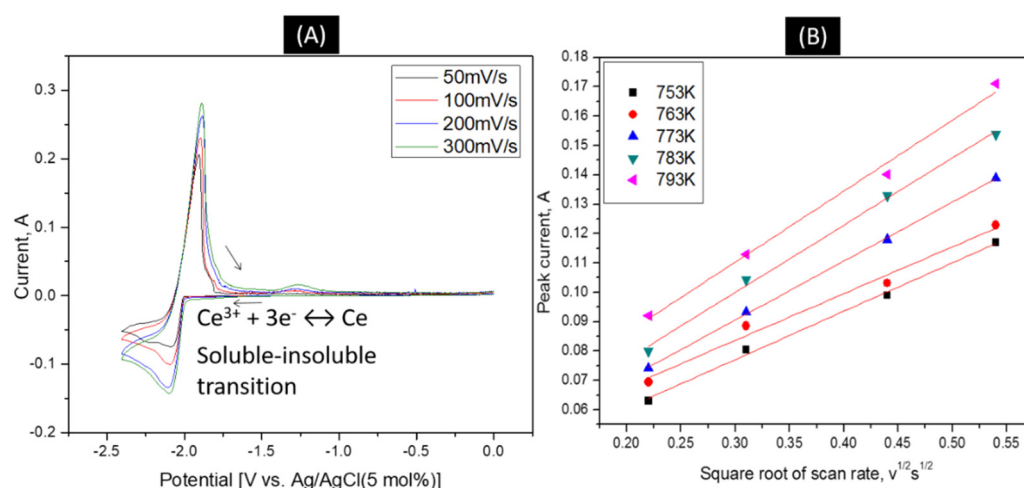 (A)
0.3
0.2
0.1
0.0
-0.1
-0.2
Current, A
50mV/s
100mV/s
200mV/s
300mV/s
Ce³⁺ + 3e⁻ ↔ Ce
Soluble-insoluble
transition
-2.5 -2.0 -1.5 -1.0 -0.5 0.0
Potential [V vs. Ag/AgCl(5 mol%)]
(B)
0.18
0.17
0.16
0.15
0.14
0.13
0.12
0.11
0.10
0.09
0.08
0.07
0.06
Peak current, A
753K
763K
773K
783K
793K
0.20 0.25 0.30 0.35 0.40 0.45 0.50 0.55
Square root of scan rate, v¹ᐟ²s¹ᐟ²